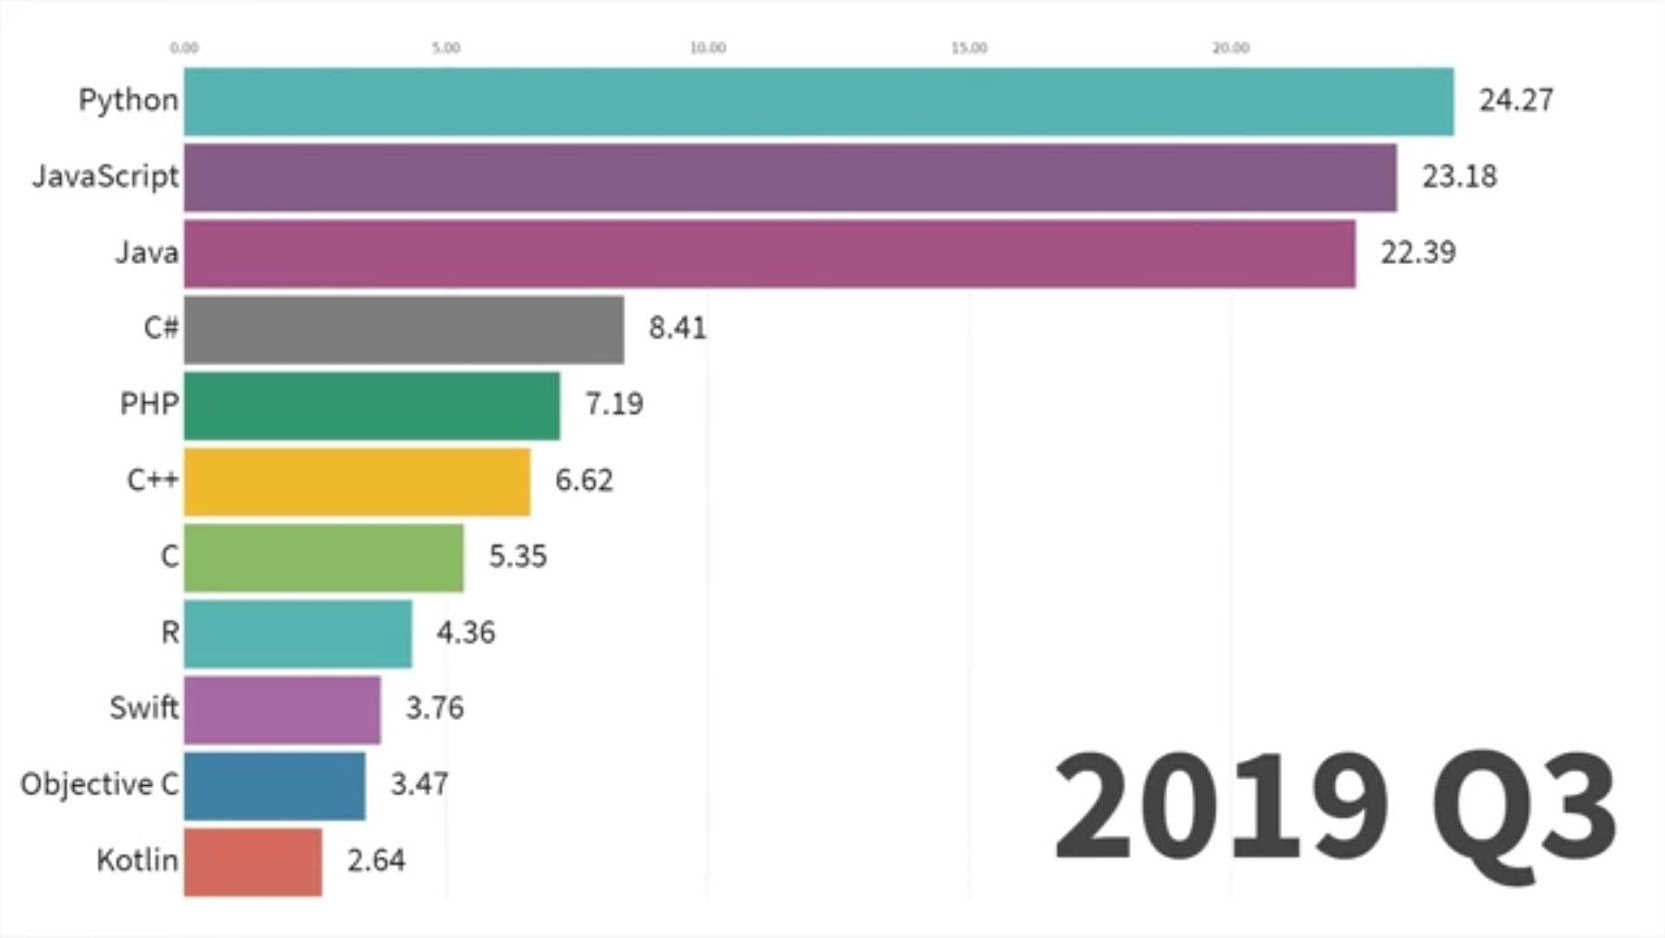 0.00 5.00 10.00 15.00 20.00
Python 24.27
JavaScript 23.18
Java 22.39
C# 8.41
PHP 7.19
C++ 6.62
C 5.35
R 4.36
Swift 3.76
Objective C 3.47
Kotlin 2.64
2019 Q3